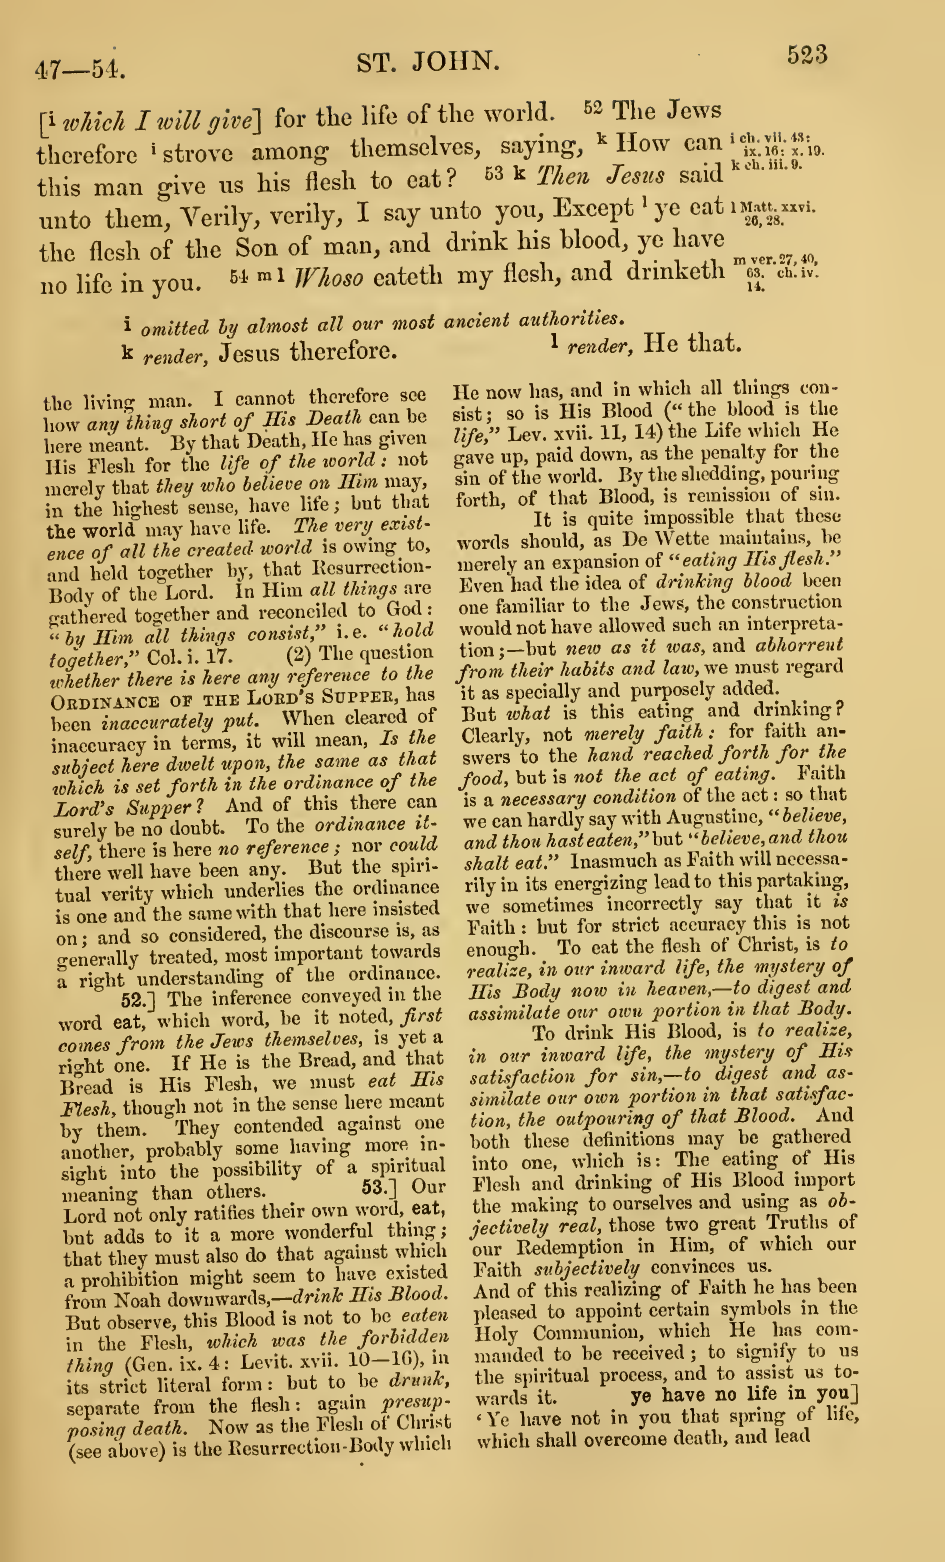 47—54.
ST. JOHN.
523
[i which I will give] for the life of the world. 52 The Jews
therefore i strove among themselves, saying, k How can
this man give us his flesh to eat? 53 k Then Jesus said
unto them, Verily, verily, I say unto you, Except l ye eat
the flesh of the Son of man, and drink his blood, ye have
no life in you. 54 m l Whoso eateth my flesh, and drinketh
i ch. vii. 43:
ix. 16: x. 19.
k ch. iii. 9.
l Matt. xxvi.
26, 28.
m ver. 27, 40,
63. ch. iv.
14.
i omitted by almost all our most ancient authorities.
k render, Jesus therefore.
l render, He that.
the living man. I cannot therefore see
how any thing short of His Death can be
here meant. By that Death, He has given
His Flesh for the life of the world: not
merely that they who believe on Him may,
in the highest sense, have life; but that
the world may have life. The very exist-
ence of all the created world is owing to,
and held together by, that Resurrection-
Body of the Lord. In Him all things are
gathered together and reconciled to God:
“by Him all things consist,” i. e. “hold
together,” Col. i. 17. (2) The question
whether there is here any reference to the
ORDINANCE OF THE LORD'S SUPPER, has
been inaccurately put. When cleared of
inaccuracy in terms, it will mean, Is the
subject here dwelt upon, the same as that
which is set forth in the ordinance of the
Lord's Supper? And of this there can
surely be no doubt. To the ordinance it-
self, there is here no reference; nor could
there well have been any. But the spiri-
tual verity which underlies the ordinance
is one and the same with that here insisted
on; and so considered, the discourse is, as
generally treated, most important towards
a right understanding of the ordinance.
52.] The inference conveyed in the
word eat, which word, be it noted, first
comes from the Jews themselves, is yet a
right one. If He is the Bread, and that
Bread is His Flesh, we must eat His
Flesh, though not in the sense here meant
by them. They contended against one
another, probably some having more in-
sight into the possibility of a spiritual
meaning than others. 53.] Our
Lord not only ratifies their own word, eat,
but adds to it a more wonderful thing;
that they must also do that against which
a prohibition might seem to have existed
from Noah downwards,—drink His Blood.
But observe, this Blood is not to be eaten
in the Flesh, which was the forbidden
thing (Gen. ix. 4: Levit. xvii. 10—16), in
its strict literal form: but to be drunk,
separate from the flesh: again presup-
posing death. Now as the Flesh of Christ
(see above) is the Resurrection-Body which
He now has, and in which all things con-
sist; so is His Blood (“the blood is the
life,” Lev. xvii. 11, 14) the Life which He
gave up, paid down, as the penalty for the
sin of the world. By the shedding, pouring
forth, of that Blood, is remission of sin.
It is quite impossible that these
words should, as De Wette maintains, be
merely an expansion of “eating His flesh.”
Even had the idea of drinking blood been
one familiar to the Jews, the construction
would not have allowed such an interpreta-
tion;—but new as it was, and abhorrent
from their habits and law, we must regard
it as specially and purposely added.
But what is this eating and drinking?
Clearly, not merely faith: for faith an-
swers to the hand reached forth for the
food, but is not the act of eating. Faith
is a necessary condition of the act: so that
we can hardly say with Augustine, “believe,
and thou hast eaten,” but “believe, and thou
shalt eat.” Inasmuch as Faith will necessa-
rily in its energizing lead to this partaking,
we sometimes incorrectly say that it is
Faith: but for strict accuracy this is not
enough. To eat the flesh of Christ, is to
realize, in our inward life, the mystery of
His Body now in heaven,—to digest and
assimilate our own portion in that Body.
To drink His Blood, is to realize,
in our inward life, the mystery of His
satisfaction for sin,—to digest and as-
similate our own portion in that satisfac-
tion, the outpouring of that Blood. And
both these definitions may be gathered
into one, which is: The eating of His
Flesh and drinking of His Blood import
the making to ourselves and using as ob-
jectively real, those two great Truths of
our Redemption in Him, of which our
Faith subjectively convinces us.
And of this realizing of Faith he has been
pleased to appoint certain symbols in the
Holy Communion, which He has com-
manded to be received; to signify to us
the spiritual process, and to assist us to-
wards it. ye have no life in you]
‘Ye have not in you that spring of life,
which shall overcome death, and lead